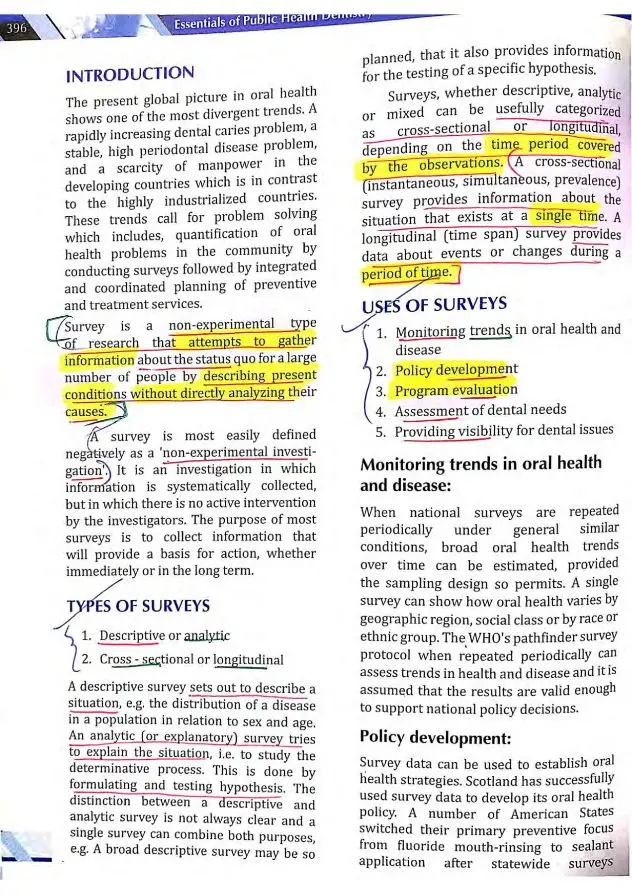 396
Essentials of Public Health Dentistry
INTRODUCTION
The present global picture in oral health
shows one of the most divergent trends. A
rapidly increasing dental caries problem, a
stable, high periodontal disease problem,
and a scarcity of manpower in the
developing countries which is in contrast
to the highly industrialized countries.
These trends call for problem solving
which includes, quantification of oral
health problems in the community by
conducting surveys followed by integrated
and coordinated planning of preventive
and treatment services.
Survey is a non-experimental type
of research that attempts to gather
information about the status quo for a large
number of people by describing present
conditions without directly analyzing their
causes.
A survey is most easily defined
negatively as a 'non-experimental investi-
gation'. It is an investigation in which
information is systematically collected,
but in which there is no active intervention
by the investigators. The purpose of most
surveys is to collect information that
will provide a basis for action, whether
immediately or in the long term.
TYPES OF SURVEYS
1. Descriptive or analytic
2. Cross - sectional or longitudinal
A descriptive survey sets out to describe a
situation, e.g. the distribution of a disease
in a population in relation to sex and age.
An analytic (or explanatory) survey tries
to explain the situation, i.e. to study the
determinative process. This is done by
formulating and testing hypothesis. The
distinction between a descriptive and
analytic survey is not always clear and a
single survey can combine both purposes,
e.g. A broad descriptive survey may be so
planned, that it also provides information
for the testing of a specific hypothesis.
Surveys, whether descriptive, analytic
or mixed can be usefully categorized
as cross-sectional or longitudinal,
depending on the time period covered
by the observations. A cross-sectional
(instantaneous, simultaneous, prevalence)
survey provides information about the
situation that exists at a single time. A
longitudinal (time span) survey provides
data about events or changes during a
period of time.
USES OF SURVEYS
1. Monitoring trends in oral health and
disease
2. Policy development
3. Program evaluation
4. Assessment of dental needs
5. Providing visibility for dental issues
Monitoring trends in oral health
and disease:
When national surveys are repeated
periodically under general similar
conditions, broad oral health trends
over time can be estimated, provided
the sampling design so permits. A single
survey can show how oral health varies by
geographic region, social class or by race or
ethnic group. The WHO's pathfinder survey
protocol when repeated periodically can
assess trends in health and disease and it is
assumed that the results are valid enough
to support national policy decisions.
Policy development:
Survey data can be used to establish oral
health strategies. Scotland has successfully
used survey data to develop its oral health
policy. A number of American States
switched their primary preventive focus
from fluoride mouth-rinsing to sealant
application after statewide surveys